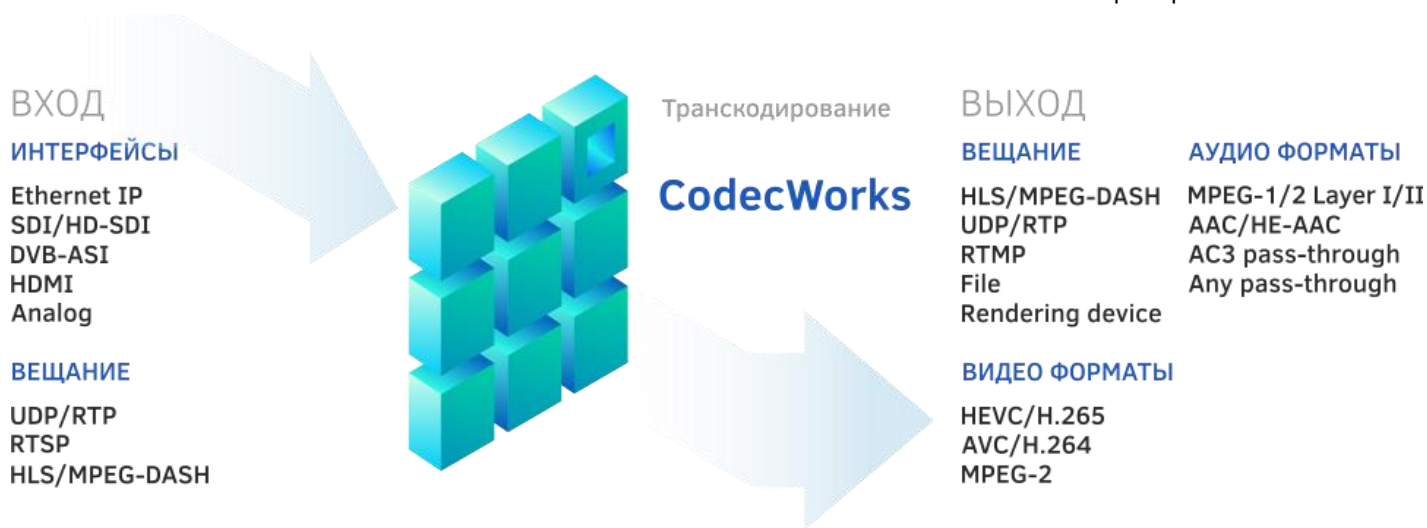 ВХОД
ИНТЕРФЕЙСЫ
Ethernet IP
SDI/HD-SDI
DVB-ASI
HDMI
Analog
ВЕЩАНИЕ
UDP/RTP
RTSP
HLS/MPEG-DASH
Транскодирование
CodecWorks
ВЫХОД
ВЕЩАНИЕ
HLS/MPEG-DASH
UDP/RTP
RTMP
File
Rendering device
АУДИО ФОРМАТЫ
MPEG-1/2 Layer I/II
AAC/HE-AAC
AC3 pass-through
Any pass-through
ВИДЕО ФОРМАТЫ
HEVC/H.265
AVC/H.264
MPEG-2